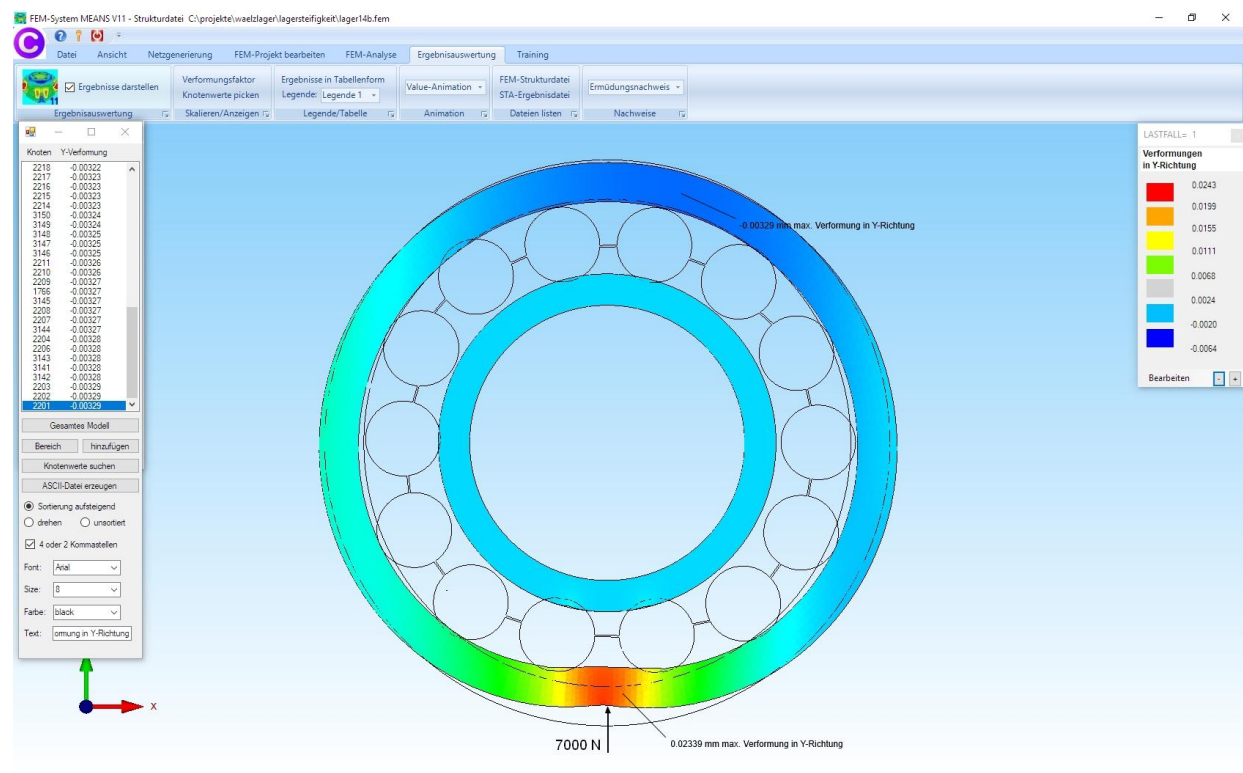 FEM-System MEANS V11 - Strukturdatei C:\projekte\waelzlager\lagersteifigkeit\lager14b.fem
Datei Ansicht Netzgenerierung FEM-Projekt bearbeiten FEM-Analyse Ergebnisauswertung Training
Ergebnisse darstellen
11
Ergebnisauswertung
Verformungsfaktor
Knotenwerte picken
Skalieren/Anzeigen
Ergebnisse in Tabellenform
Legende: Legende 1
Legende/Tabelle
Value-Animation
Animation
FEM-Strukturdatei
STA-Ergebnisdatei
Dateien listen
Ermüdungsnachweis
Nachweise
Knoten Y-Verfomung
2218 -0.00322
2217 -0.00323
2216 -0.00323
2215 -0.00323
2214 -0.00323
3150 -0.00324
3149 -0.00324
3148 -0.00325
3147 -0.00325
3146 -0.00325
2211 -0.00326
2210 -0.00326
2209 -0.00327
1766 -0.00327
3145 -0.00327
2208 -0.00327
2207 -0.00327
3144 -0.00327
2204 -0.00328
2206 -0.00328
3143 -0.00328
3141 -0.00328
3142 -0.00328
2203 -0.00329
2202 -0.00329
2201 -0.00329
Gesamtes Modell
Bereich hinzufügen
Knotenwerte suchen
ASCII-Datei erzeugen
Sortierung aufsteigend
drehen unsortiert
4 oder 2 Kommastellen
Font: Arial
Size: 8
Farbe: black
Text: ormung in Y-Richtung
X
-0.00329 mm max. Verformung in Y-Richtung
7000 N
0.02339 mm max. Verformung in Y-Richtung
LASTFALL= 1
Verformungen
in Y-Richtung
0.0243
0.0199
0.0155
0.0111
0.0068
0.0024
-0.0020
-0.0064
Bearbeiten - +